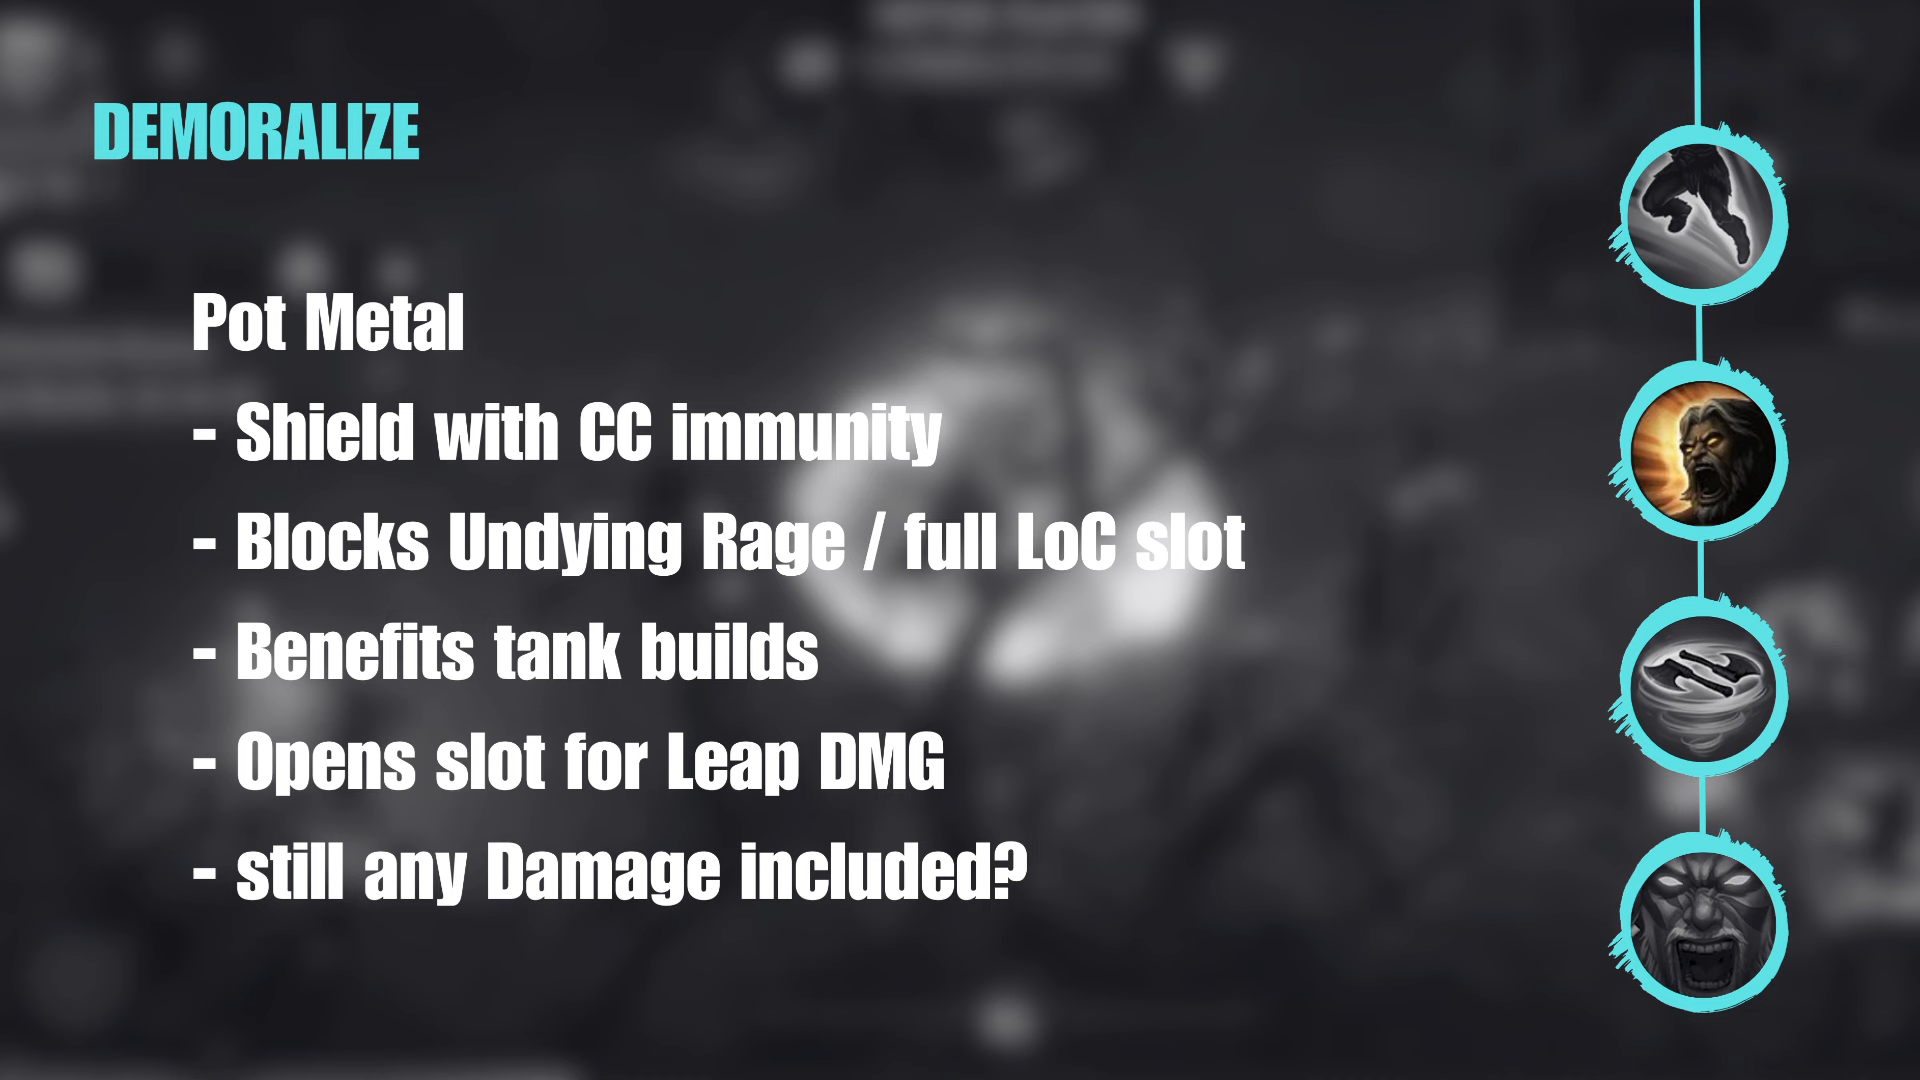 DEMORALIZE
Pot Metal
- Shield with CC immunity
- Blocks Undying Rage / full LoC slot
- Benefits tank builds
- Opens slot for Leap DMG
- still any Damage included?